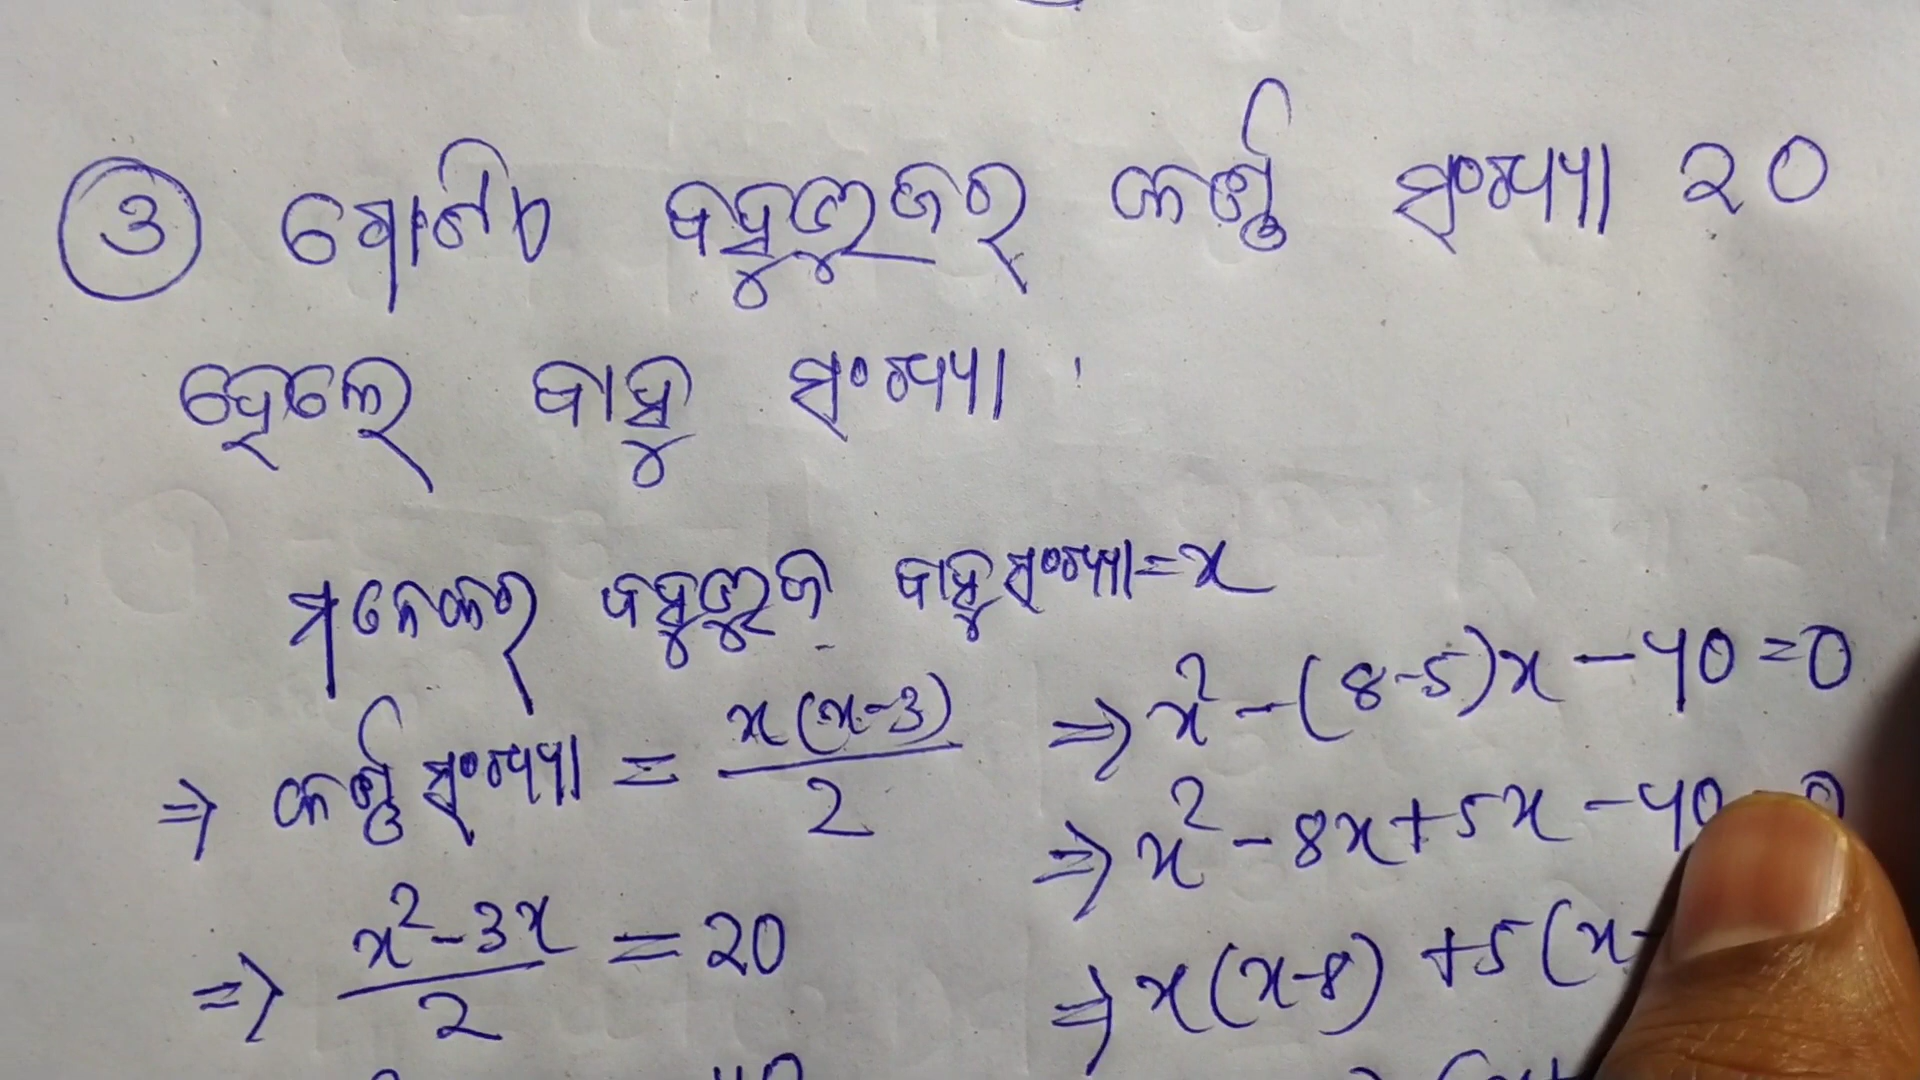 ③ ଗୋଟିଏ ବହୁଭୁଜର କର୍ଣ୍ଣ ସଂଖ୍ୟା ୨୦
ହେଲେ ବାହୁ ସଂଖ୍ୟା
ମନେକର ବହୁଭୁଜ ବାହୁସଂଖ୍ୟା = x
⇒ କର୍ଣ୍ଣ ସଂଖ୍ୟା = x(x-3)/2
⇒ (x²-3x)/2 = 20
⇒ x² - (8-5)x - 40 = 0
⇒ x² - 8x + 5x - 40
⇒ x(x-8) + 5(x-